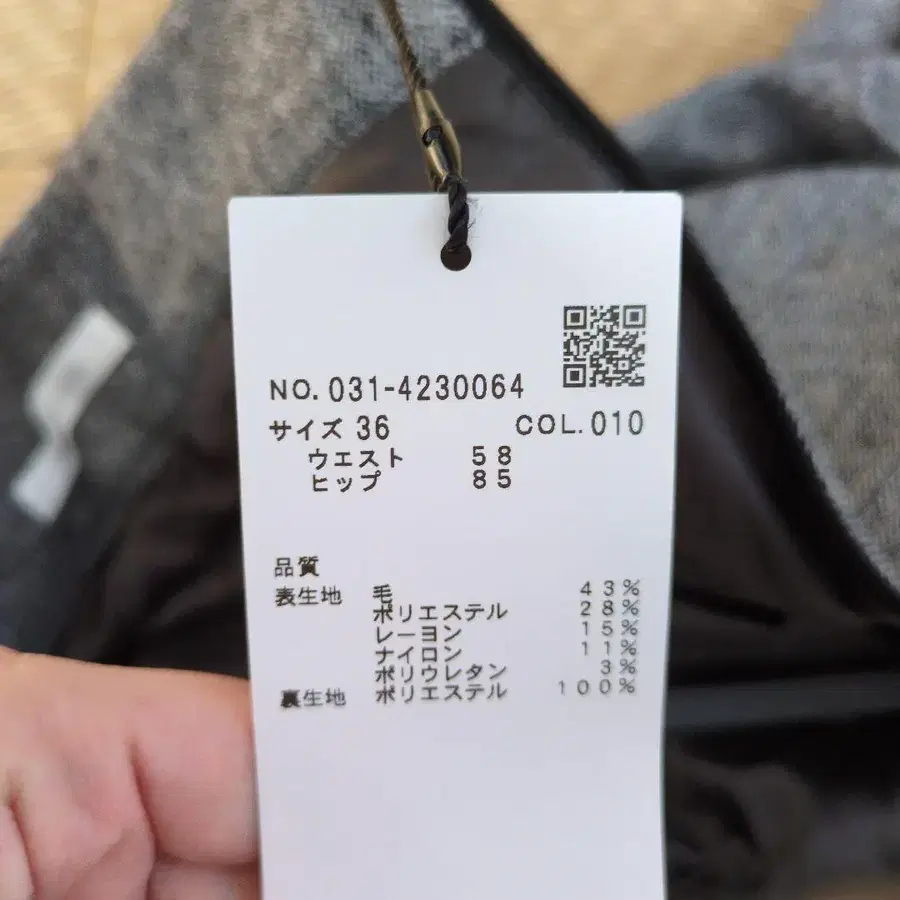 NO. 031-4230064
サイズ 36 COL. 010
ウエスト 58
ヒップ 85
品質
表生地 毛 43%
ポリエステル 28%
レーヨン 15%
ナイロン 11%
ポリウレタン 3%
裏生地 ポリエステル 100%